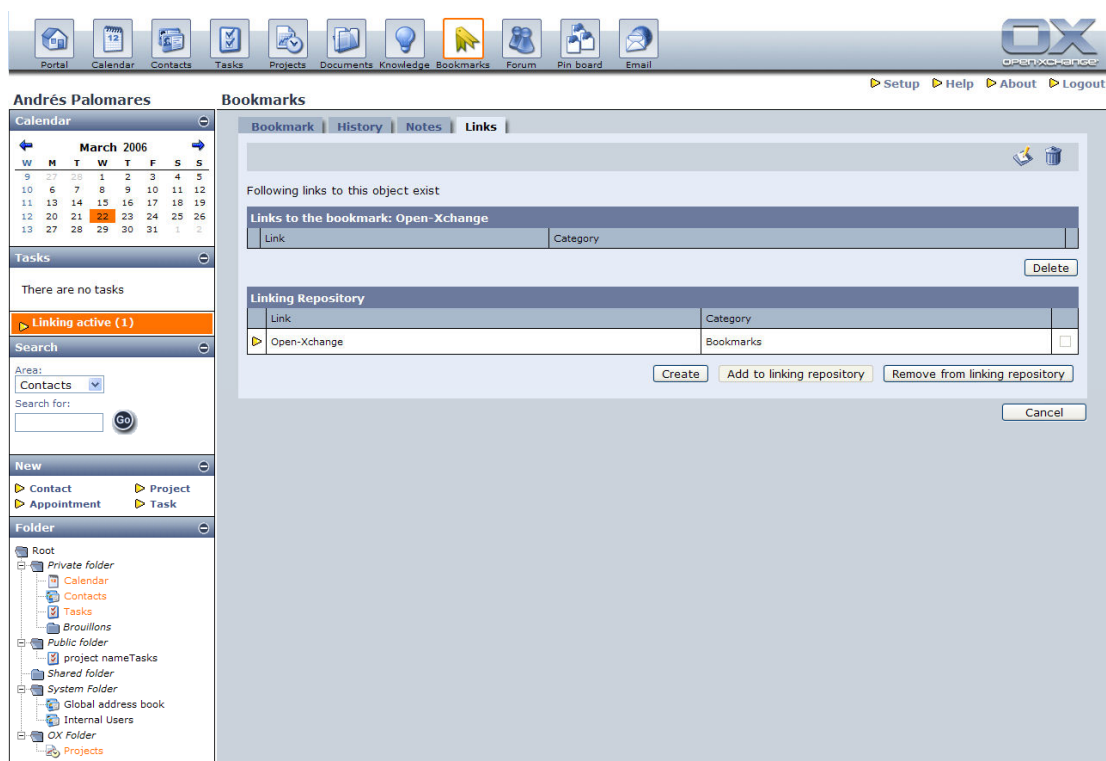 12
Portal Calendar Contacts Tasks Projects Documents Knowledge Bookmarks Forum Pin board Email
OX
OPEN-XCHANGE
Setup Help About Logout
Andrés Palomares
Bookmarks
Calendar
March 2006
W M T W T F S S
9 27 28 1 2 3 4 5
10 6 7 8 9 10 11 12
11 13 14 15 16 17 18 19
12 20 21 22 23 24 25 26
13 27 28 29 30 31 1 2
Tasks
There are no tasks
Linking active (1)
Search
Area:
Contacts
Search for:
Go
New
Contact Project
Appointment Task
Folder
Root
Private folder
Calendar
Contacts
Tasks
Brouillons
Public folder
project nameTasks
Shared folder
System Folder
Global address book
Internal Users
OX Folder
Projects
Bookmark History Notes Links
Following links to this object exist
Links to the bookmark: Open-Xchange
Link Category
Delete
Linking Repository
Link Category
Open-Xchange Bookmarks
Create Add to linking repository Remove from linking repository
Cancel